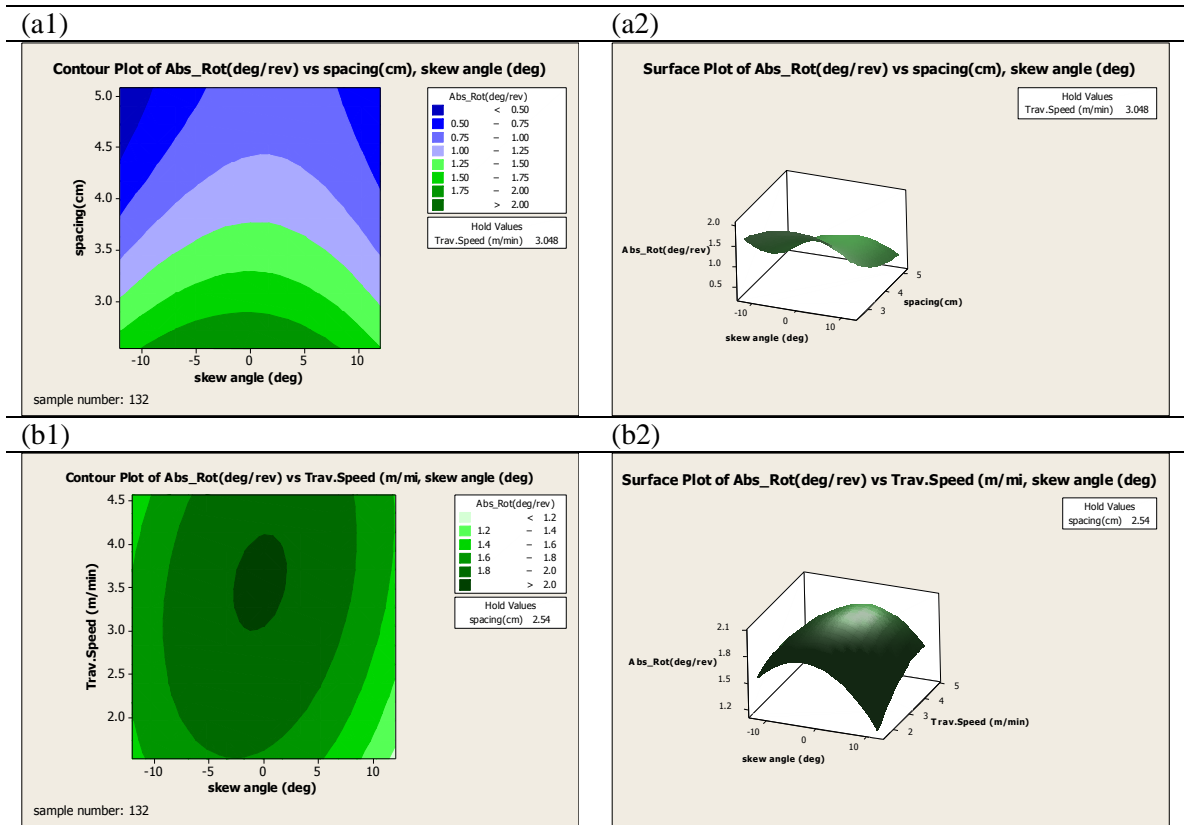 (a1)
(a2)
Contour Plot of Abs_Rot(deg/rev) vs spacing(cm), skew angle (deg)
5.0
4.5
4.0
3.5
3.0
spacing(cm)
-10
-5
0
5
10
skew angle (deg)
Abs_Rot(deg/rev)
< 0.50
0.50 – 0.75
0.75 – 1.00
1.00 – 1.25
1.25 – 1.50
1.50 – 1.75
1.75 – 2.00
> 2.00
Hold Values
Trav.Speed (m/min) 3.048
sample number: 132
Surface Plot of Abs_Rot(deg/rev) vs spacing(cm), skew angle (deg)
Hold Values
Trav.Speed (m/min) 3.048
2.0
1.5
1.0
0.5
Abs_Rot(deg/rev)
-10
0
10
skew angle (deg)
3
4
5
spacing(cm)
(b1)
(b2)
Contour Plot of Abs_Rot(deg/rev) vs Trav.Speed (m/mi, skew angle (deg)
4.5
4.0
3.5
3.0
2.5
2.0
Trav.Speed (m/min)
-10
-5
0
5
10
skew angle (deg)
Abs_Rot(deg/rev)
< 1.2
1.2 – 1.4
1.4 – 1.6
1.6 – 1.8
1.8 – 2.0
> 2.0
Hold Values
spacing(cm) 2.54
sample number: 132
Surface Plot of Abs_Rot(deg/rev) vs Trav.Speed (m/mi, skew angle (deg)
Hold Values
spacing(cm) 2.54
2.1
1.8
1.5
1.2
Abs_Rot(deg/rev)
-10
0
10
skew angle (deg)
2
3
4
5
Trav.Speed (m/min)